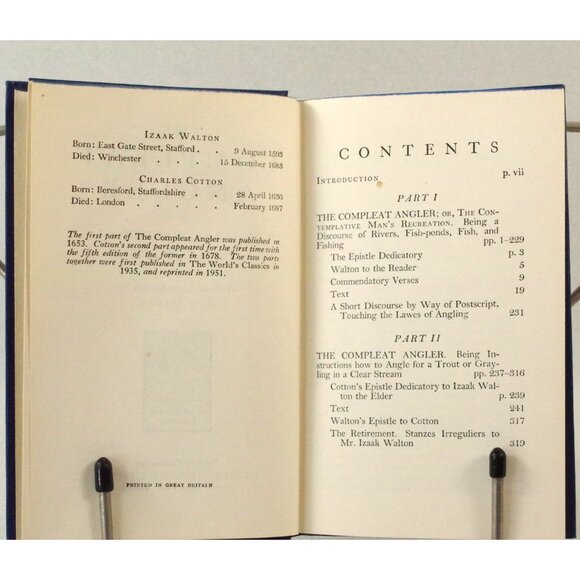 IZAAK WALTON
Born: East Gate Street, Stafford . 9 August 1593
Died: Winchester . . . 15 December 1683
CHARLES COTTON
Born: Beresford, Staffordshire . 28 April 1630
Died: London . . . . February 1687
The first part of The Compleat Angler was published in
1653. Cotton's second part appeared for the first time with
the fifth edition of the former in 1678. The two parts
together were first published in The World's Classics in
1935, and reprinted in 1951.
PRINTED IN GREAT BRITAIN
CONTENTS
INTRODUCTION p. vii
PART I
THE COMPLEAT ANGLER; OR, THE CON-
TEMPLATIVE MAN'S RECREATION. Being
a Discourse of Rivers, Fish-ponds, Fish, and
Fishing pp. 1–229
The Epistle Dedicatory p. 3
Walton to the Reader 5
Commendatory Verses 9
Text 19
A Short Discourse by Way of Postscript,
Touching the Lawes of Angling 231
PART II
THE COMPLEAT ANGLER. Being In-
structions how to Angle for a Trout or Gray-
ling in a Clear Stream pp. 237–316
Cotton's Epistle Dedicatory to Izaak Wal-
ton the Elder p. 239
Text 241
Walton's Epistle to Cotton 317
The Retirement. Stanzes Irreguliers to
Mr. Izaak Walton 319